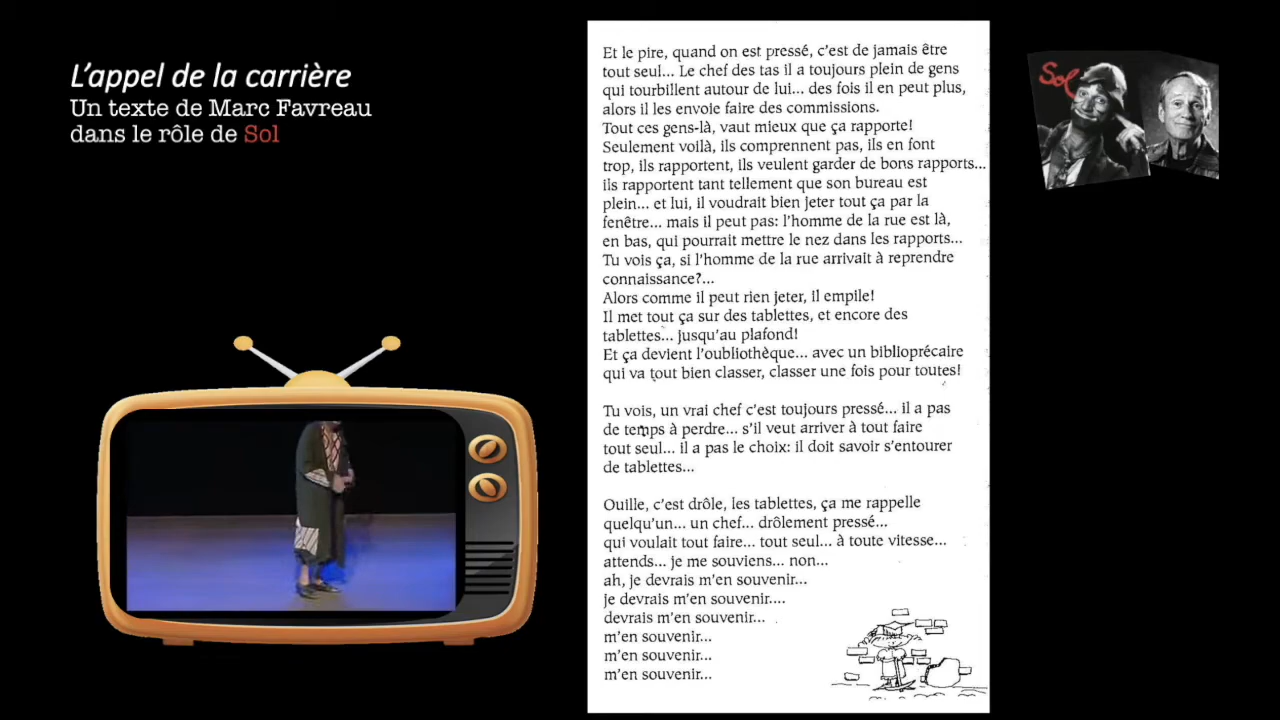 L'appel de la carrière
Un texte de Marc Favreau
dans le rôle de Sol
Et le pire, quand on est pressé, c'est de jamais être
tout seul... Le chef des tas il a toujours plein de gens
qui tourbillent autour de lui... des fois il en peut plus,
alors il les envoie faire des commissions.
Tout ces gens-là, vaut mieux que ça rapporte!
Seulement voilà, ils comprennent pas, ils en font
trop, ils rapportent, ils veulent garder de bons rapports...
ils rapportent tant tellement que son bureau est
plein... et lui, il voudrait bien jeter tout ça par la
fenêtre... mais il peut pas: l'homme de la rue est là,
en bas, qui pourrait mettre le nez dans les rapports...
Tu vois ça, si l'homme de la rue arrivait à reprendre
connaissance?...
Alors comme il peut rien jeter, il empile!
Il met tout ça sur des tablettes, et encore des
tablettes... jusqu'au plafond!
Et ça devient l'oubliothèque... avec un biblioprécaire
qui va tout bien classer, classer une fois pour toutes!
Tu vois, un vrai chef c'est toujours pressé... il a pas
de temps à perdre... s'il veut arriver à tout faire
tout seul... il a pas le choix: il doit savoir s'entourer
de tablettes...
Ouille, c'est drôle, les tablettes, ça me rappelle
quelqu'un... un chef... drôlement pressé...
qui voulait tout faire... tout seul... à toute vitesse...
attends... je me souviens... non...
ah, je devrais m'en souvenir...
je devrais m'en souvenir....
devrais m'en souvenir...
m'en souvenir...
m'en souvenir...
m'en souvenir...
Sol